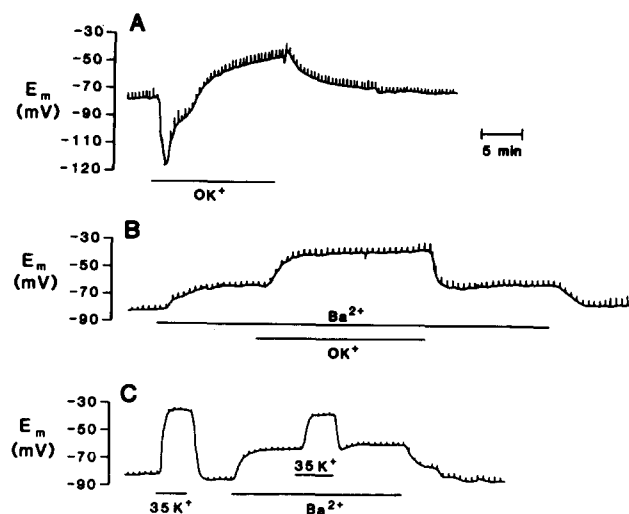 A
-30
-50
Em
-70
(mV)
-90
-110
-120
5 min
OK+
B
-30
Em
-50
(mV)
-70
-90
Ba2+
OK+
C
-30
Em
-50
(mV)
-70
-90
35 K+
35 K+
Ba2+